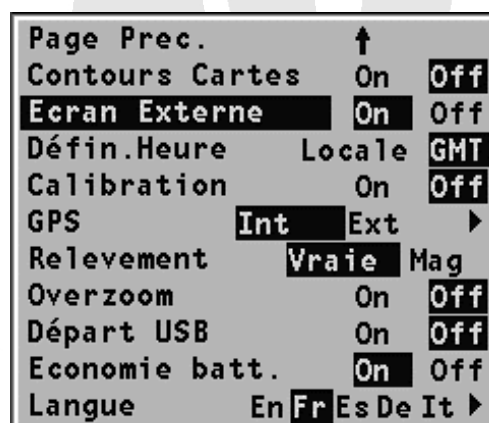 Page Prec. ↑
Contours Cartes On Off
Ecran Externe On Off
Défin.Heure Locale GMT
Calibration On Off
GPS Int Ext ▶
Relevement Vraie Mag
Overzoom On Off
Départ USB On Off
Economie batt. On Off
Langue En Fr Es De It ▶